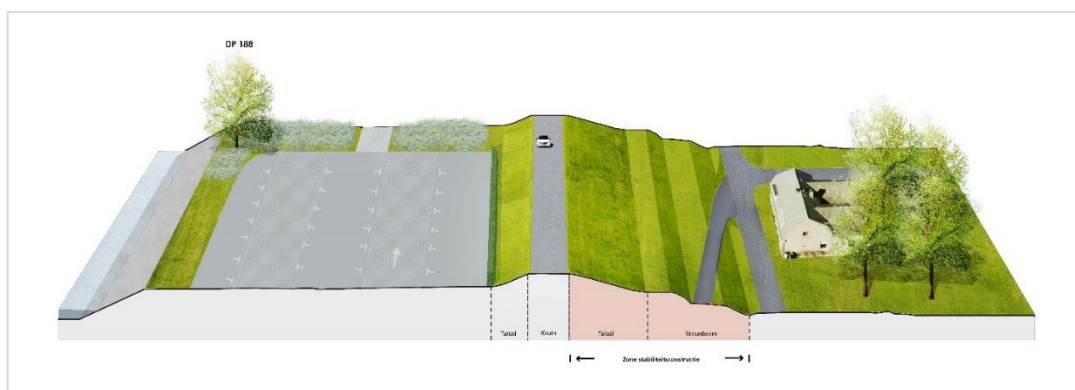 DP 188
Talud
Kruin
Talud
Steunberm
Zone stabiliteitsconstructie